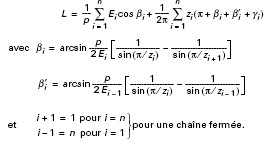 L = 1/p ∑_{i = 1}^{n} E_i cos β_i + 1/2π ∑_{i = 1}^{n} z_i (π + β_i + β'_i + γ_i)
avec β_i = arcsin p/2E_i [ 1/sin(π/z_i) − 1/sin(π/z_{i+1}) ]
β'_i = arcsin p/2E_{i−1} [ 1/sin(π/z_i) − 1/sin(π/z_{i−1}) ]
et i + 1 = 1 pour i = n
i − 1 = n pour i = 1 } pour une chaîne fermée.